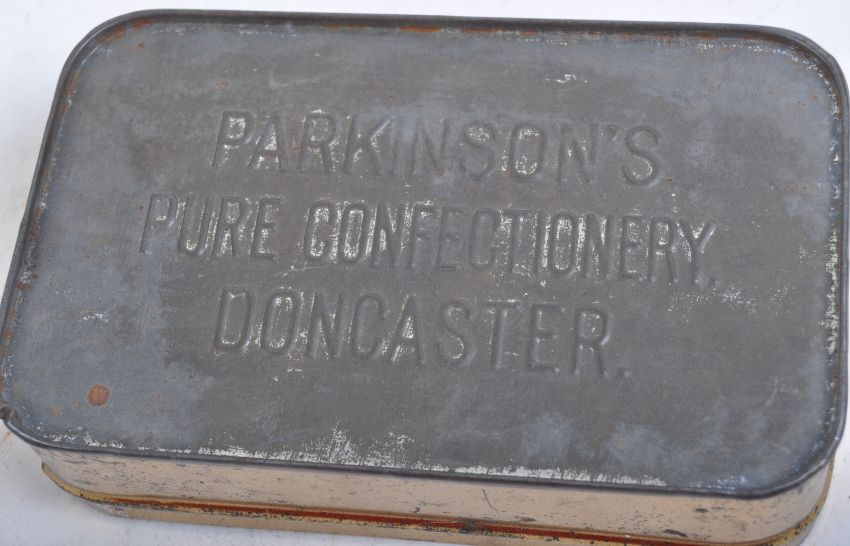 PARKINSON'S
PURE CONFECTIONERY.
DONCASTER.